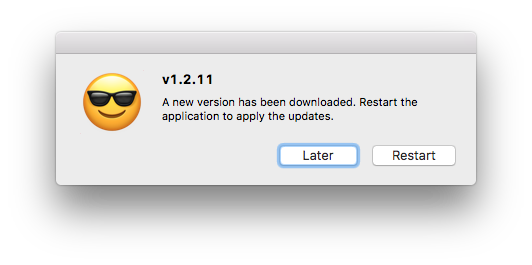 v1.2.11
A new version has been downloaded. Restart the
application to apply the updates.
Later
Restart